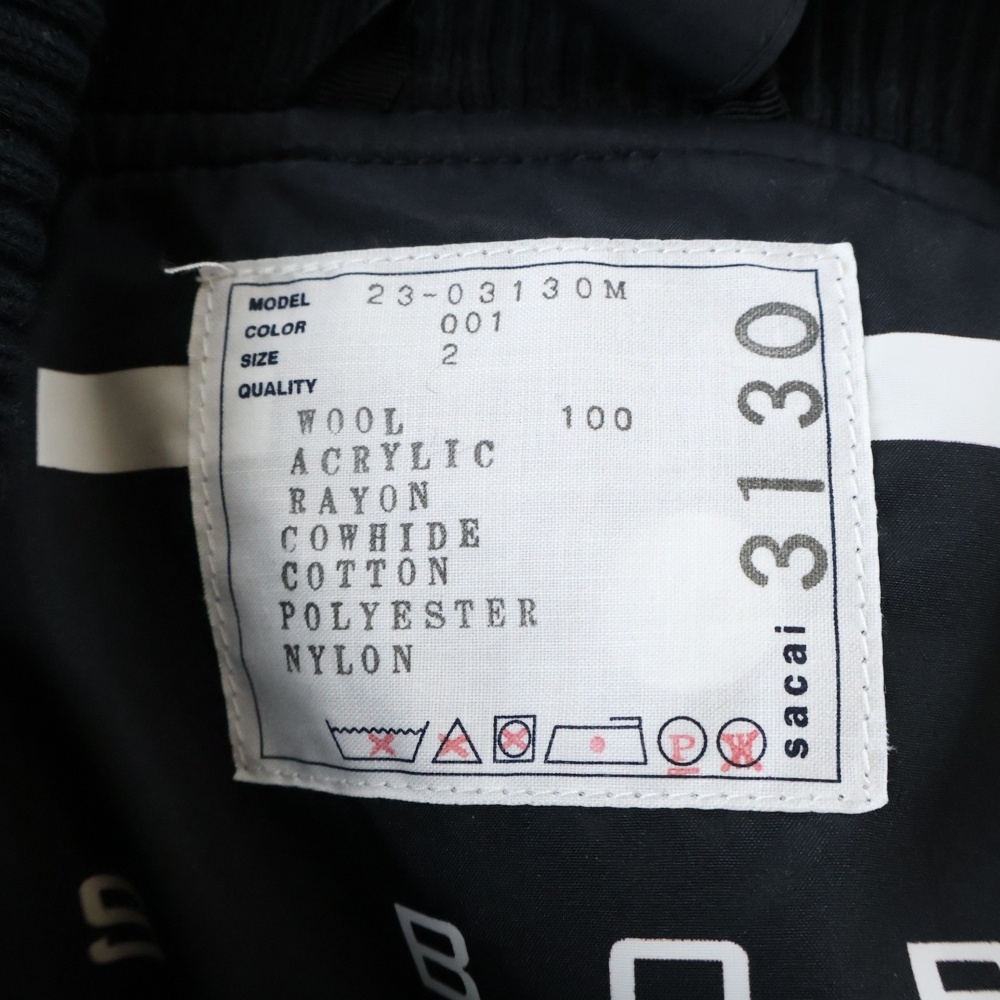 MODEL 23-03130M
COLOR 001
SIZE 2
QUALITY
WOOL 100
ACRYLIC
RAYON
COWHIDE
COTTON
POLYESTER
NYLON
P W
sacai 3130